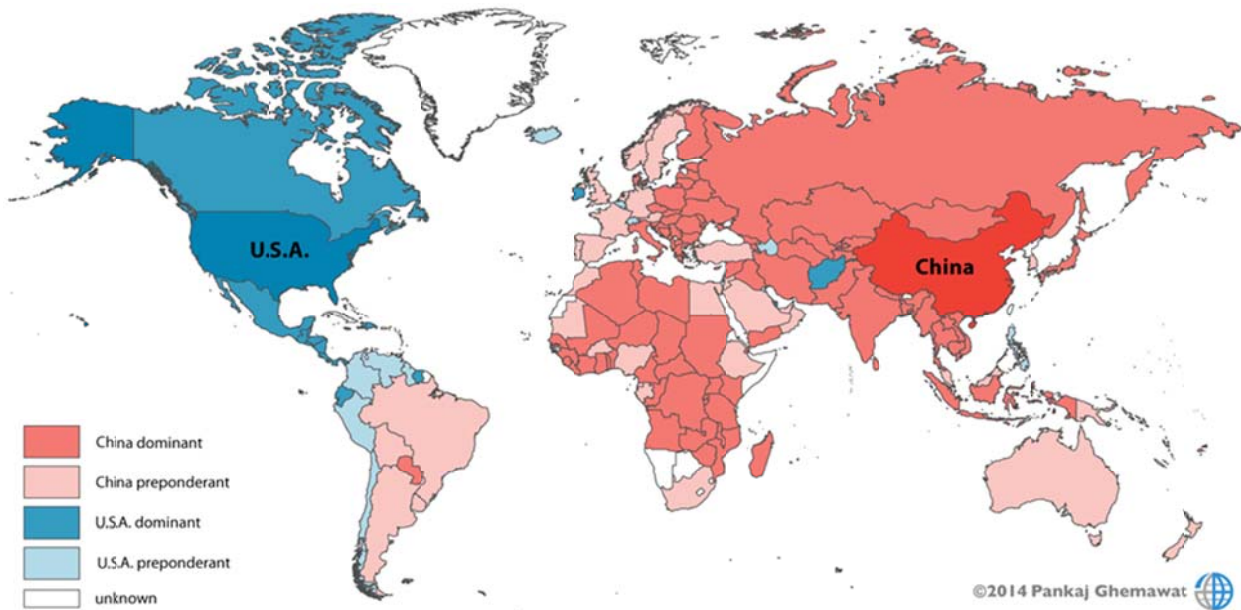 U.S.A.
China
China dominant
China preponderant
U.S.A. dominant
U.S.A. preponderant
unknown
©2014 Pankaj Ghemawat